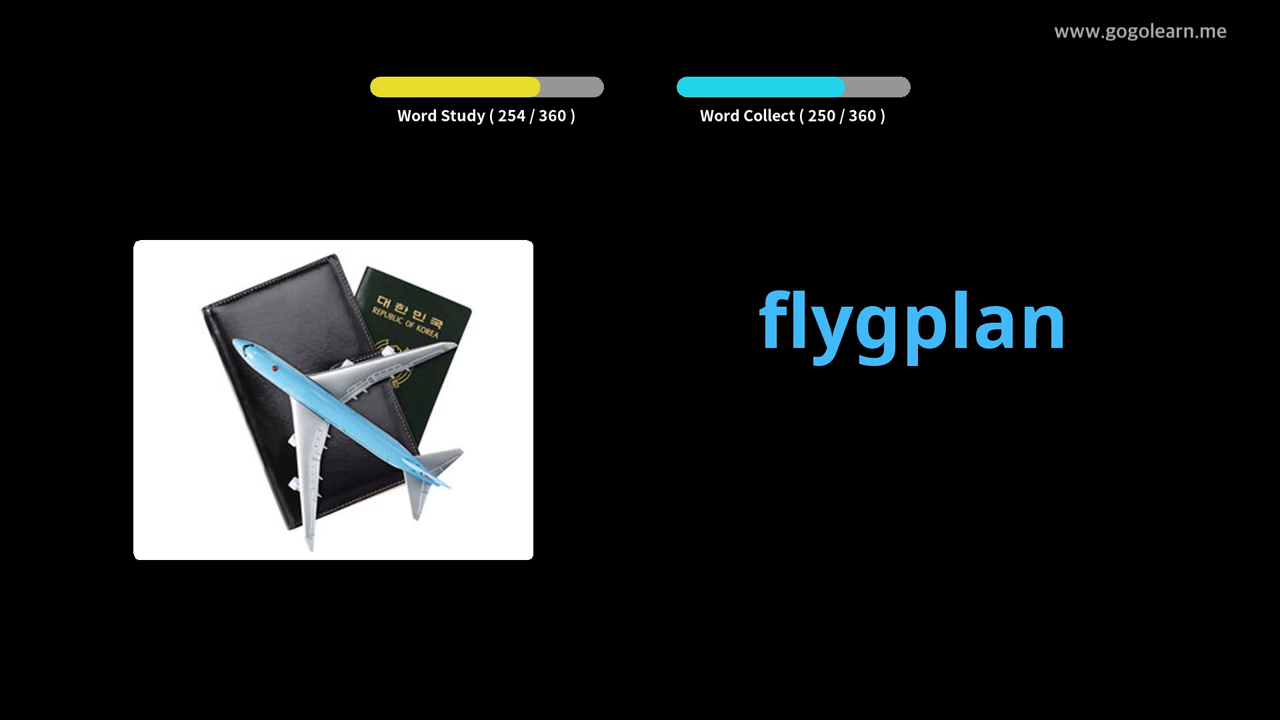 www.gogolearn.me
Word Study ( 254 / 360 )
Word Collect ( 250 / 360 )
대한민국
REPUBLIC OF KOREA
flygplan